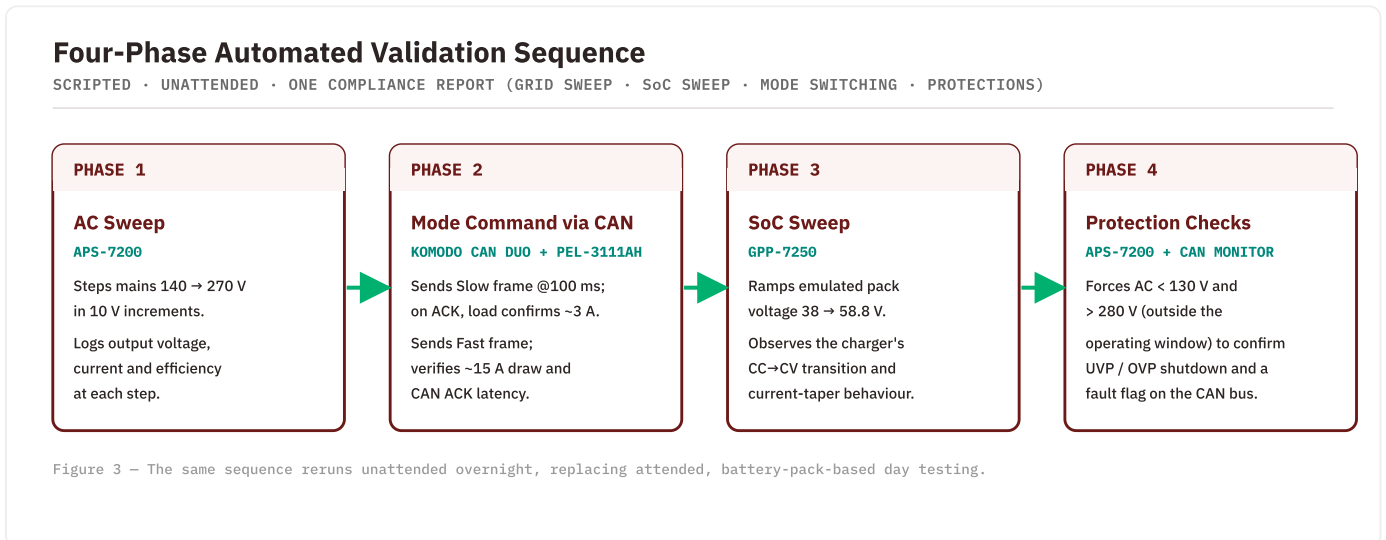 Four-Phase Automated Validation Sequence
SCRIPTED · UNATTENDED · ONE COMPLIANCE REPORT (GRID SWEEP · SoC SWEEP · MODE SWITCHING · PROTECTIONS)
PHASE 1
AC Sweep
APS-7200
Steps mains 140 → 270 V
in 10 V increments.
Logs output voltage,
current and efficiency
at each step.
PHASE 2
Mode Command via CAN
KOMODO CAN DUO + PEL-3111AH
Sends Slow frame @100 ms;
on ACK, load confirms ~3 A.
Sends Fast frame;
verifies ~15 A draw and
CAN ACK latency.
PHASE 3
SoC Sweep
GPP-7250
Ramps emulated pack
voltage 38 → 58.8 V.
Observes the charger's
CC→CV transition and
current-taper behaviour.
PHASE 4
Protection Checks
APS-7200 + CAN MONITOR
Forces AC < 130 V and
> 280 V (outside the
operating window) to confirm
UVP / OVP shutdown and a
fault flag on the CAN bus.
Figure 3 — The same sequence reruns unattended overnight, replacing attended, battery-pack-based day testing.